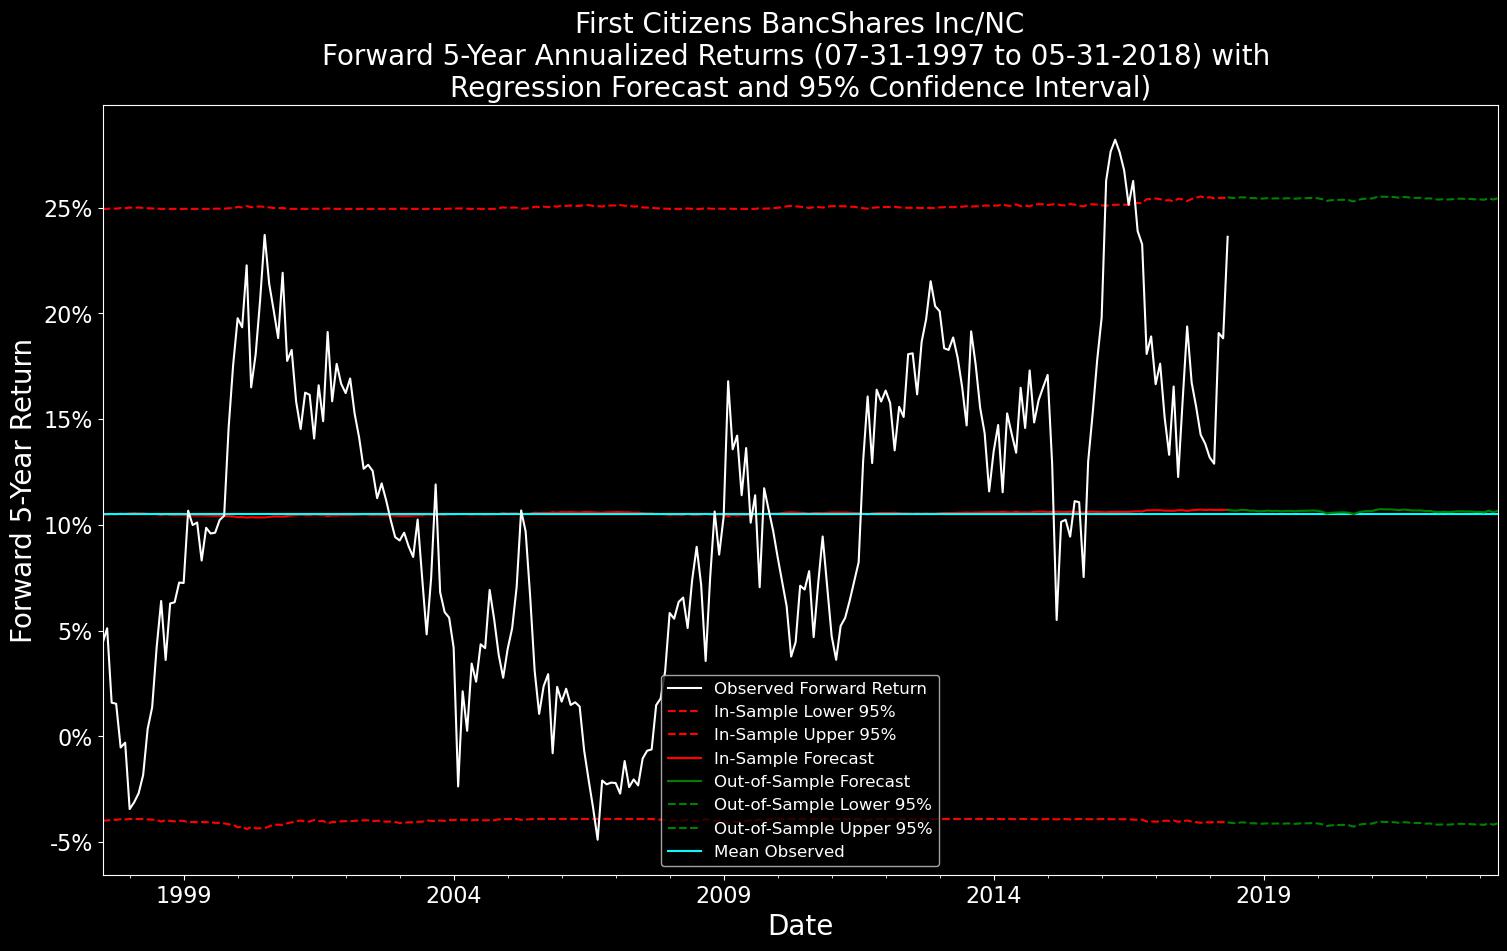 First Citizens BancShares Inc/NC
Forward 5-Year Annualized Returns (07-31-1997 to 05-31-2018) with
Regression Forecast and 95% Confidence Interval)
Forward 5-Year Return
25%
20%
15%
10%
5%
0%
-5%
Observed Forward Return
In-Sample Lower 95%
In-Sample Upper 95%
In-Sample Forecast
Out-of-Sample Forecast
Out-of-Sample Lower 95%
Out-of-Sample Upper 95%
Mean Observed
1999
2004
2009
2014
2019
Date